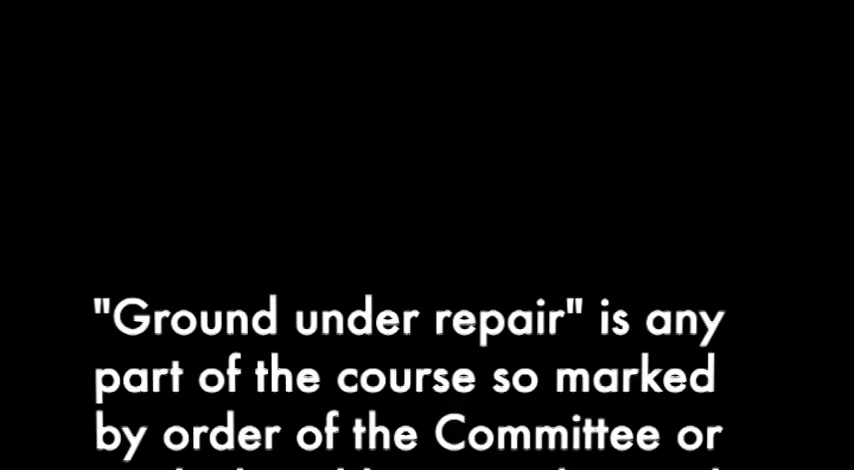 "Ground under repair" is any
part of the course so marked
by order of the Committee or